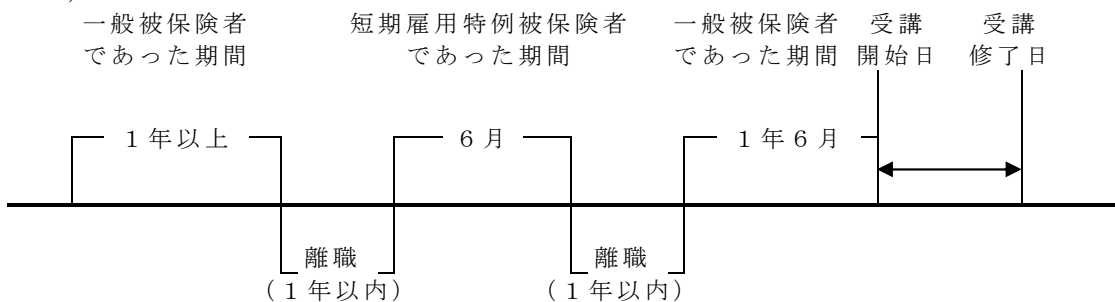 一般被保険者
であった期間
短期雇用特例被保険者
であった期間
一般被保険者
であった期間
受講
開始日
受講
修了日
1年以上
6月
1年6月
離職
(1年以内)
離職
(1年以内)